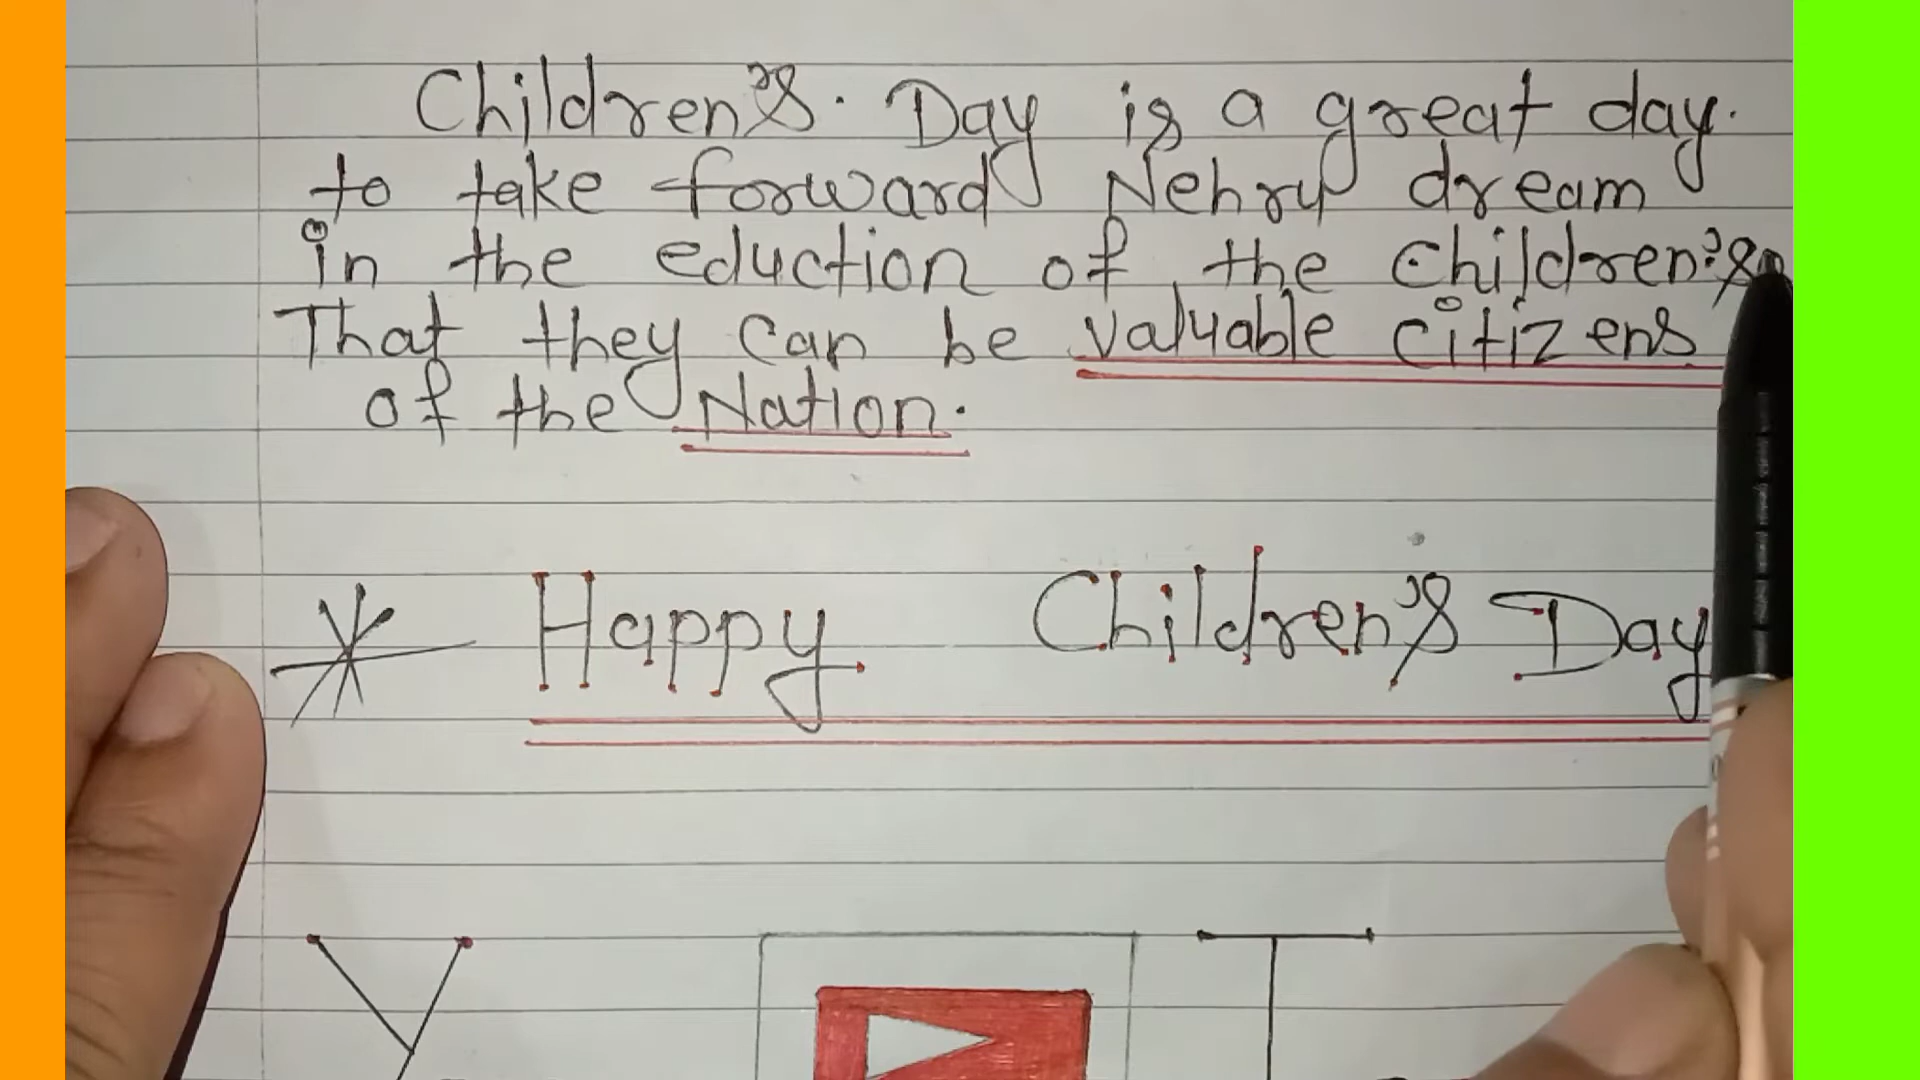 Children's. Day is a great day.
to take forward Nehru dream
in the eduction of the children's
That they can be valuable citizens
of the Nation.
Happy Children's Day
Y T